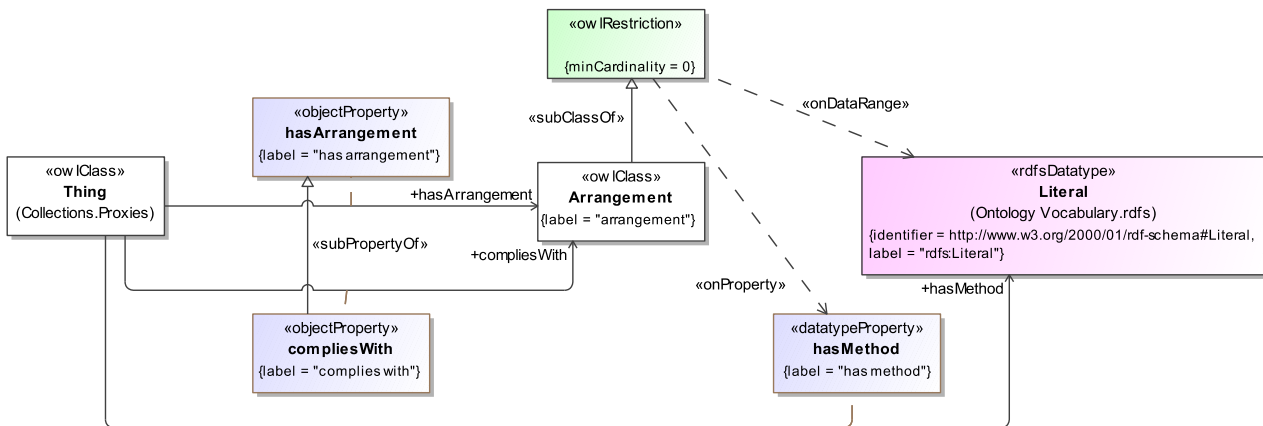 «owlRestriction»
{minCardinality = 0}
«onDataRange»
«objectProperty»
hasArrangement
{label = "has arrangement"}
«subClassOf»
«owlClass»
Thing
(Collections.Proxies)
+hasArrangement
«owlClass»
Arrangement
{label = "arrangement"}
«rdfsDatatype»
Literal
(Ontology Vocabulary.rdfs)
{identifier = http://www.w3.org/2000/01/rdf-schema#Literal,
label = "rdfs:Literal"}
«subPropertyOf»
+compliesWith
«onProperty»
+hasMethod
«objectProperty»
compliesWith
{label = "complies with"}
«datatypeProperty»
hasMethod
{label = "has method"}